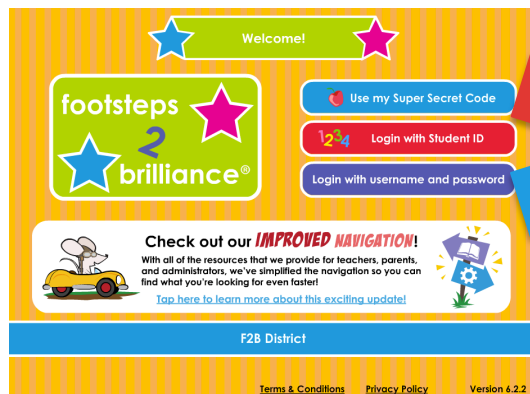 Welcome!
footsteps
2
brilliance®
Use my Super Secret Code
1234 Login with Student ID
Login with username and password
Check out our IMPROVED NAVIGATION!
With all of the resources that we provide for teachers, parents,
and administrators, we've simplified the navigation so you can
find what you're looking for even faster!
Tap here to learn more about this exciting update!
F2B District
Terms & Conditions Privacy Policy Version 6.2.2